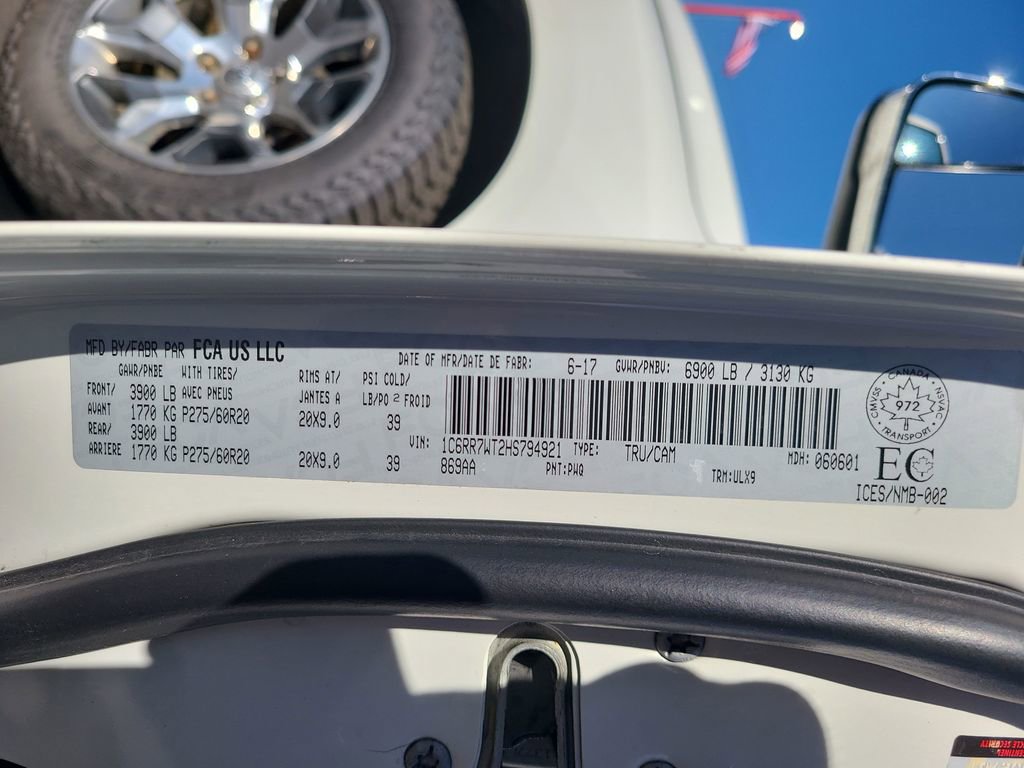 MFD BY/FABR PAR FCA US LLC
DATE OF MFR/DATE DE FABR: 6-17 GVWR/PNBV: 6900 LB / 3130 KG
GAWR/PNBE WITH TIRES/ RIMS AT/ PSI COLD/
FRONT/ 3900 LB AVEC PNEUS JANTES A LB/PO² FROID
AVANT 1770 KG P275/60R20 20X9.0 39
REAR/ 3900 LB
ARRIERE 1770 KG P275/60R20 20X9.0 39
VIN: 1C6RR7WT2HS794921 TYPE: TRU/CAM MDH: 060601
869AA PNT:PWQ TRM:ULX9
CANADA
CMVSS NSVAC
972
TRANSPORT
EC
ICES/NMB-002